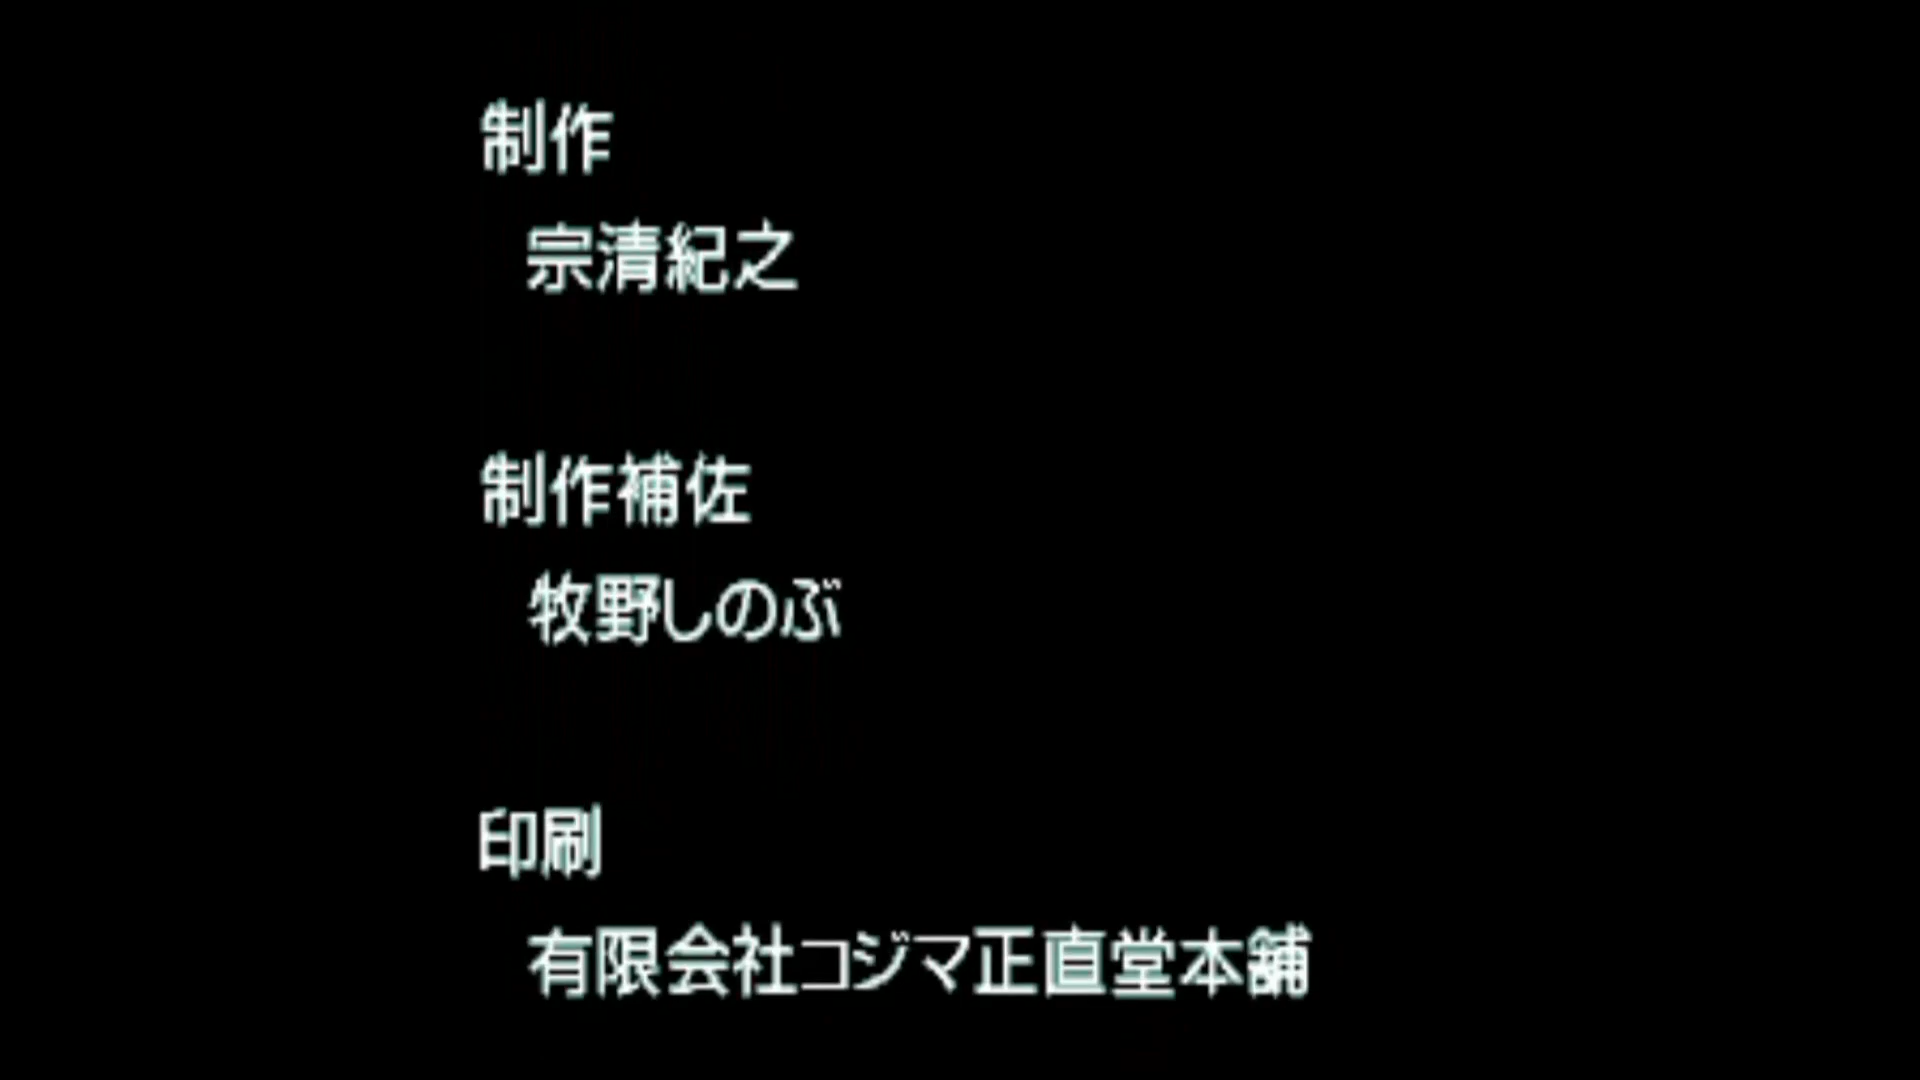 制作
宗清紀之
制作補佐
牧野しのぶ
印刷
有限会社コジマ正直堂本舗